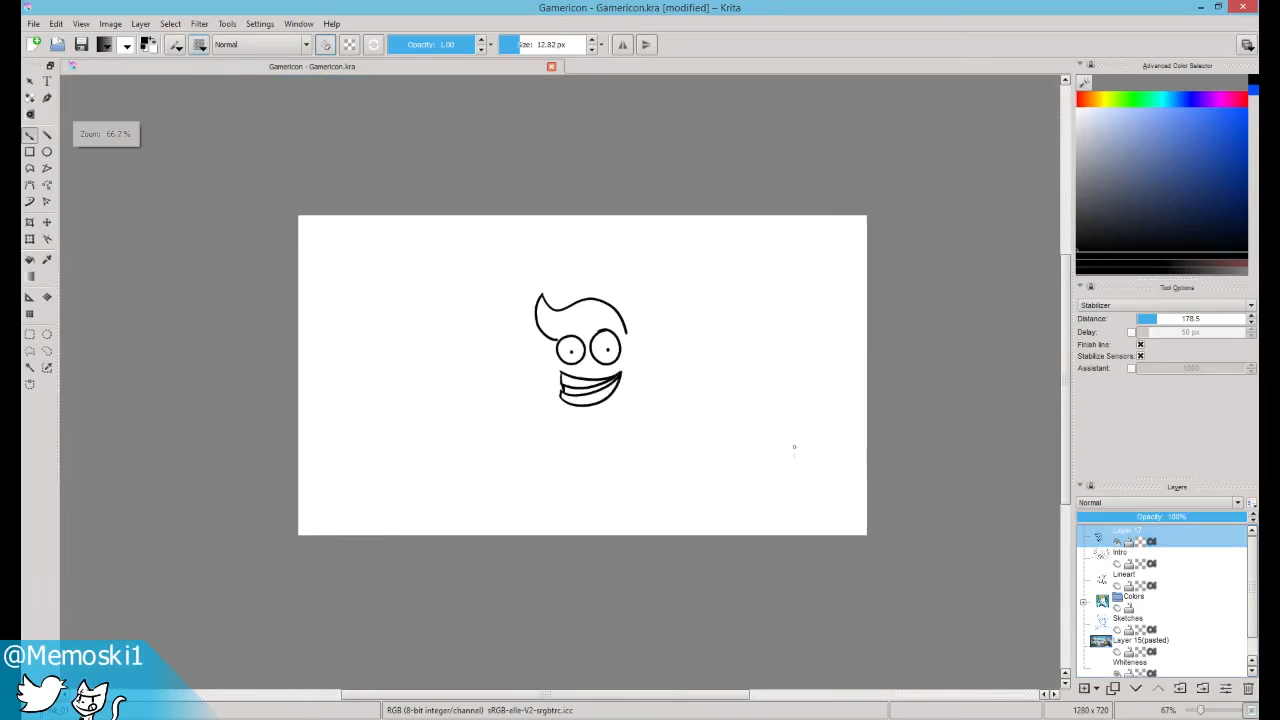 Gamericon - Gamericon.kra [modified] – Krita
File Edit View Image Layer Select Filter Tools Settings Window Help
Normal Opacity: 1.00 Size: 12.82 px
Gamericon - Gamericon.kra
Advanced Color Selector
Zoom: 66.7 %
Tool Options
Stabilizer
Distance: 178.5
Delay: 50 px
Finish line:
Stabilize Sensors:
Assistant: 1000
Layers
Normal
Opacity: 100%
Layer 17
Intro
Lineart
Colors
Sketches
Layer 15(pasted)
Whiteness
@Memoski1
RGB (8-bit integer/channel) sRGB-elle-V2-srgbtrc.icc
1280 x 720
67%